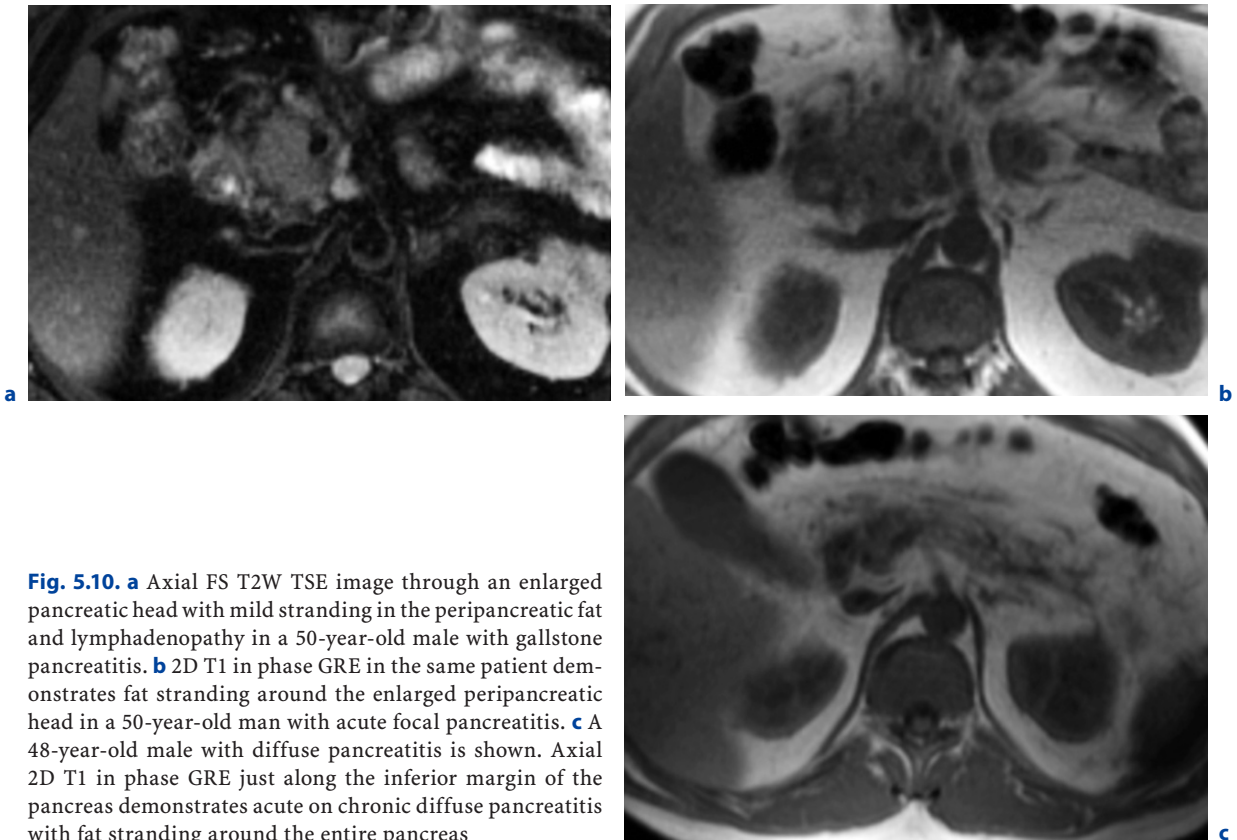 a
b
Fig. 5.10. a Axial FS T2W TSE image through an enlarged
pancreatic head with mild stranding in the peripancreatic fat
and lymphadenopathy in a 50-year-old male with gallstone
pancreatitis. b 2D T1 in phase GRE in the same patient dem-
onstrates fat stranding around the enlarged peripancreatic
head in a 50-year-old man with acute focal pancreatitis. c A
48-year-old male with diffuse pancreatitis is shown. Axial
2D T1 in phase GRE just along the inferior margin of the
pancreas demonstrates acute on chronic diffuse pancreatitis
with fat stranding around the entire pancreas
c